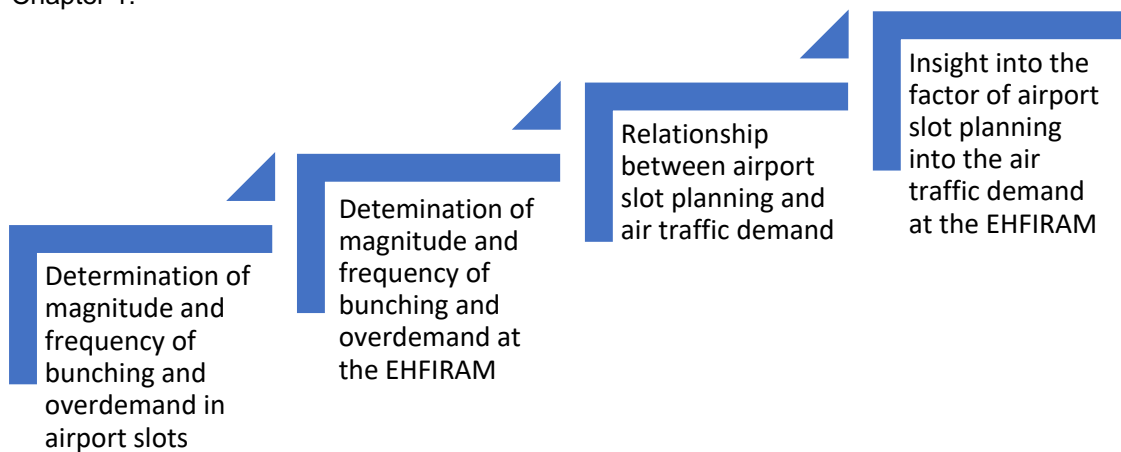 Chapter
Determination of
magnitude and
frequency of
bunching and
overdemand in
airport slots
Detemination of
magnitude and
frequency of
bunching and
overdemand at
the EHFIRAM
Relationship
between airport
slot planning and
air traffic demand
Insight into the
factor of airport
slot planning
into the air
traffic demand
at the EHFIRAM